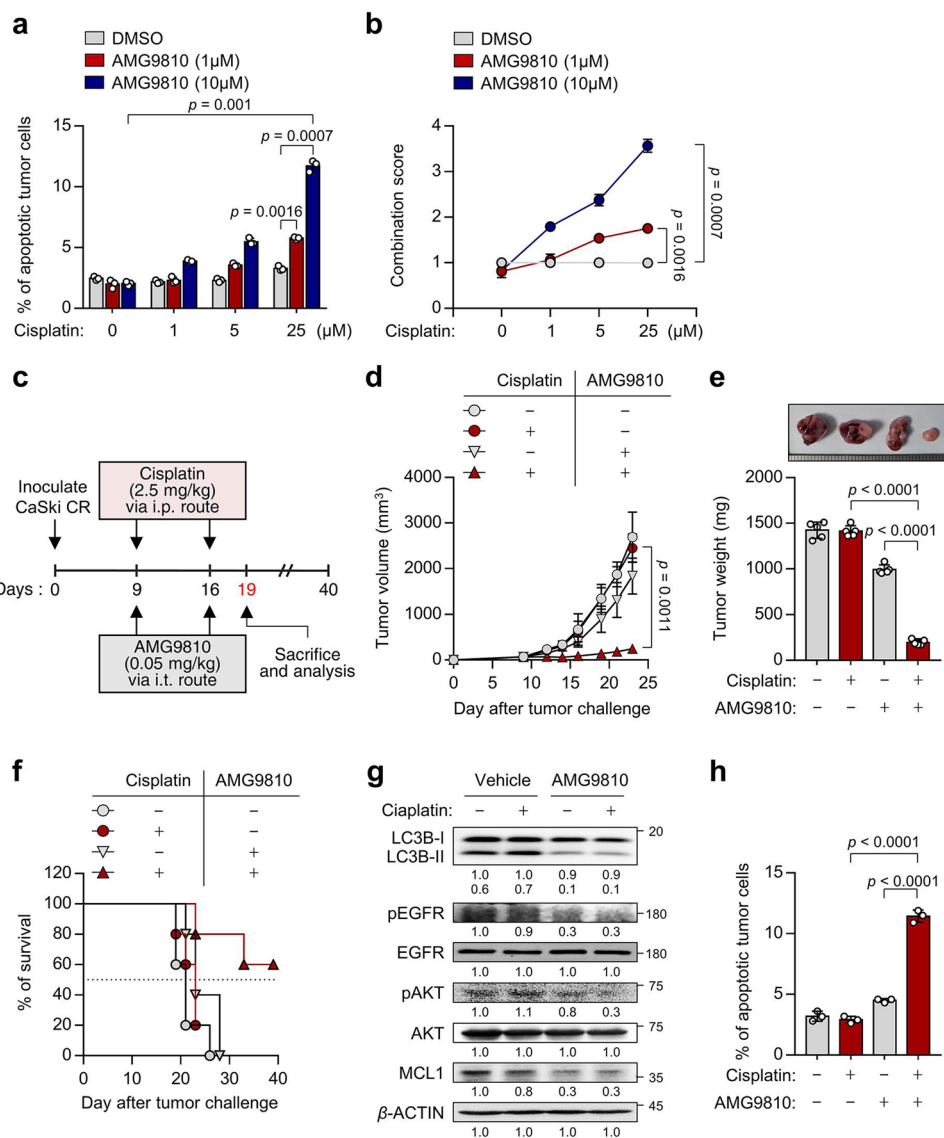 a
DMSO
AMG9810 (1μM)
AMG9810 (10μM)
p = 0.001
p = 0.0007
p = 0.0016
% of apoptotic tumor cells
15
10
5
0
Cisplatin: 0 1 5 25 (μM)
b
DMSO
AMG9810 (1μM)
AMG9810 (10μM)
Combination score
4
3
2
1
0
p = 0.0016
p = 0.0007
Cisplatin: 0 1 5 25 (μM)
c
Inoculate
CaSki CR
Cisplatin
(2.5 mg/kg)
via i.p. route
Days : 0 9 16 19 40
AMG9810
(0.05 mg/kg)
via i.t. route
Sacrifice
and analysis
d
Cisplatin AMG9810
− −
+ −
− +
+ +
Tumor volume (mm³)
4000
3000
2000
1000
0
p = 0.0011
0 5 10 15 20 25
Day after tumor challenge
e
Tumor weight (mg)
2000
1500
1000
500
0
p < 0.0001
p < 0.0001
Cisplatin: − + − +
AMG9810: − − + +
f
Cisplatin AMG9810
− −
+ −
− +
+ +
% of survival
120
100
80
60
40
20
0
0 10 20 30 40
Day after tumor challenge
g
Vehicle AMG9810
Ciaplatin: − + − +
LC3B-I
LC3B-II
20
1.0 1.0 0.9 0.9
0.6 0.7 0.1 0.1
pEGFR 180
1.0 0.9 0.3 0.3
EGFR 180
1.0 1.0 1.0 1.0
pAKT 75
1.0 1.1 0.8 0.3
AKT 75
1.0 1.0 1.0 1.0
MCL1 35
1.0 0.8 0.3 0.3
β-ACTIN 45
1.0 1.0 1.0 1.0
h
% of apoptotic tumor cells
15
10
5
0
p < 0.0001
p < 0.0001
Cisplatin: − + − +
AMG9810: − − + +